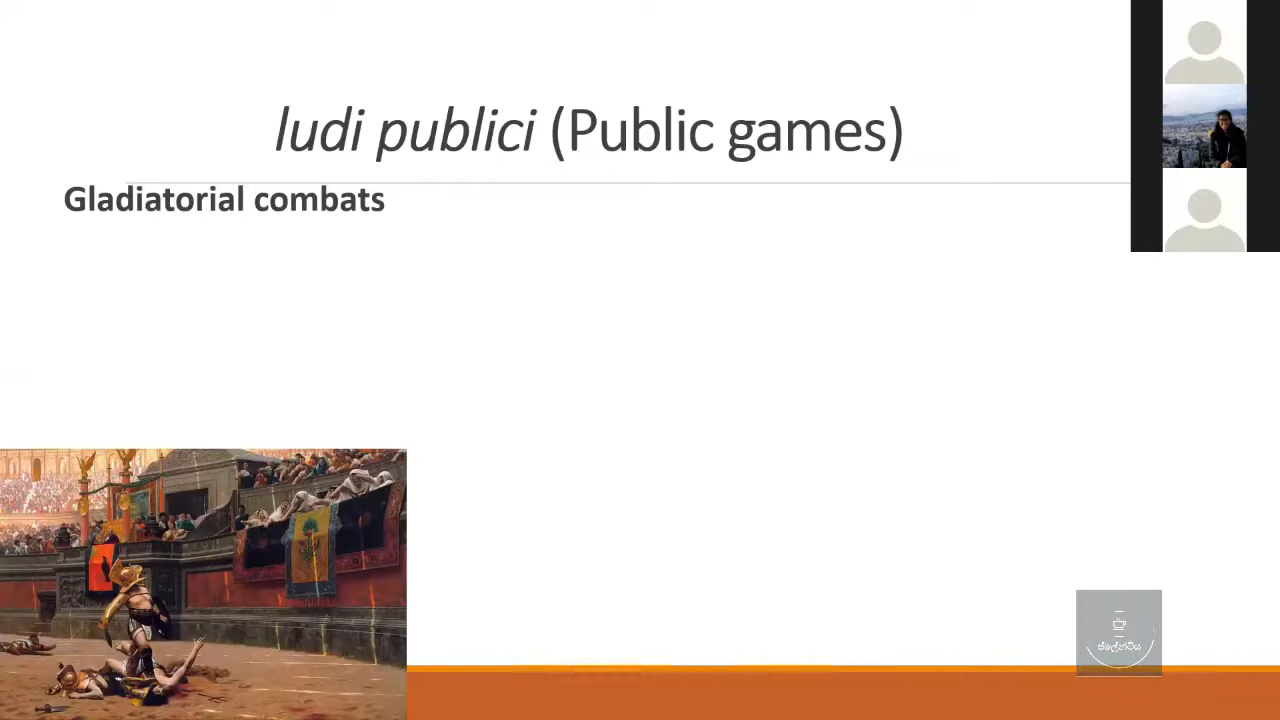 ludi publici (Public games)
Gladiatorial combats
ප්ලේන්ටිය